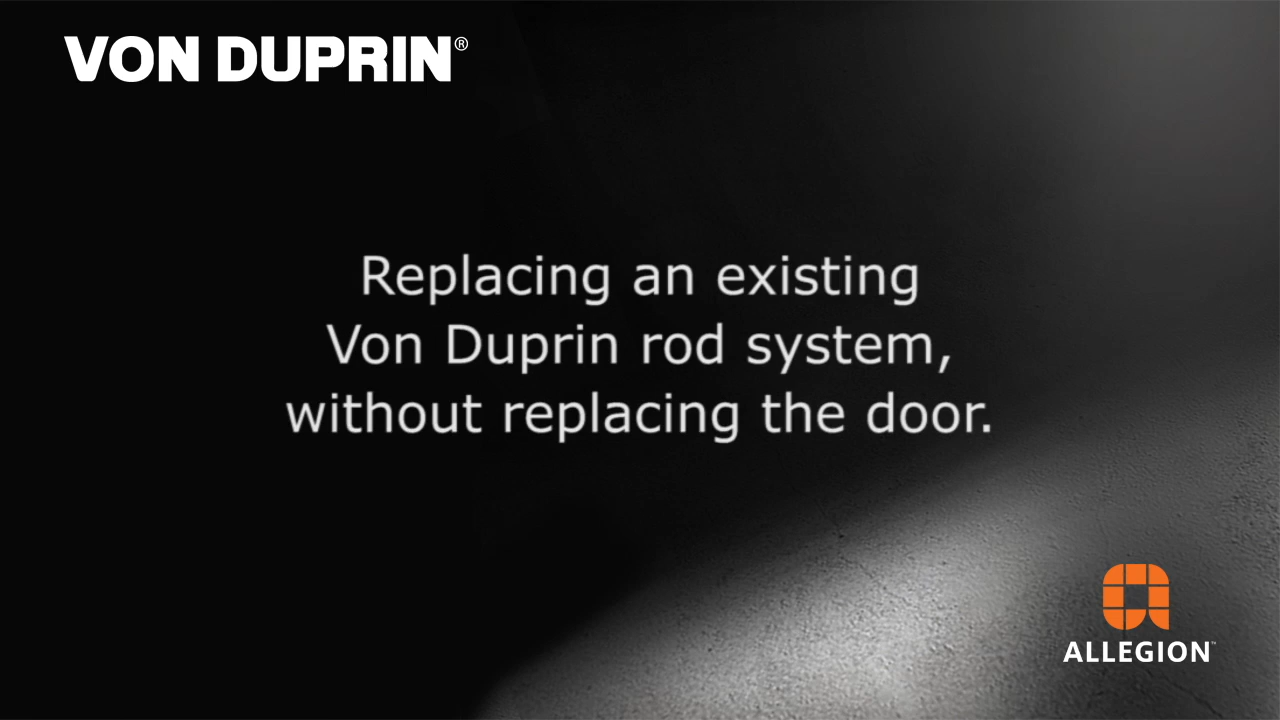 VON DUPRIN®
Replacing an existing
Von Duprin rod system,
without replacing the door.
ALLEGION™